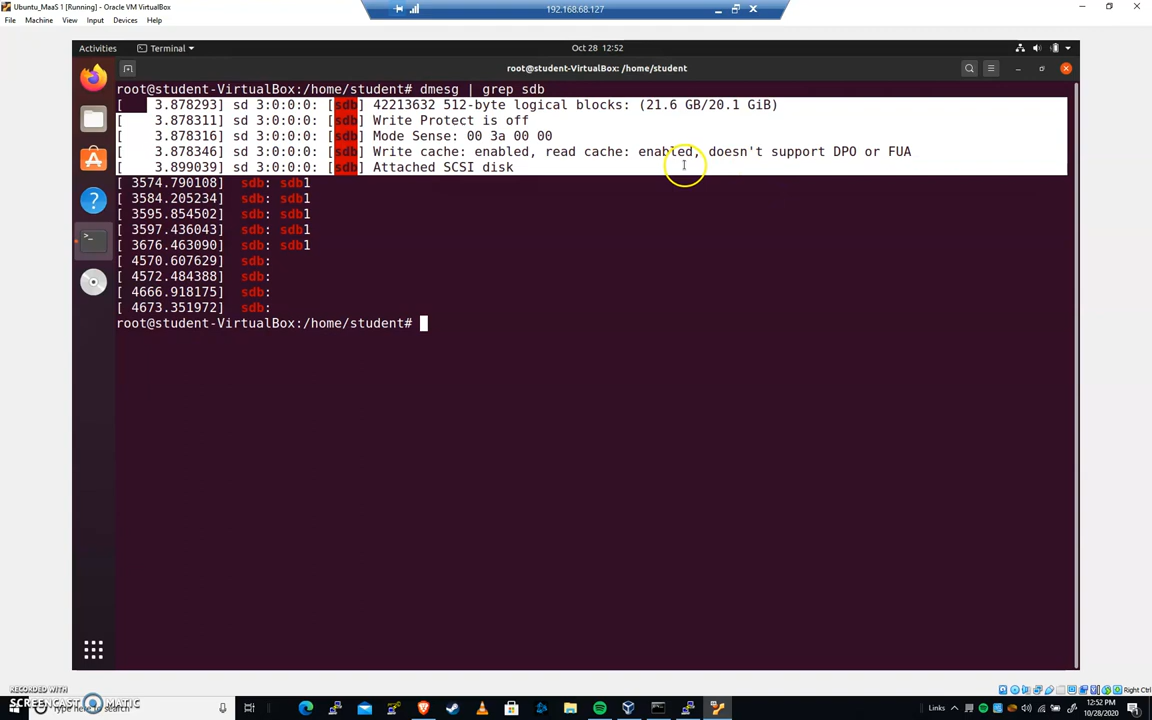 Ubuntu_MaaS 1 [Running] - Oracle VM VirtualBox
192.168.68.127
File Machine View Input Devices Help
Activities Terminal Oct 28 12:52
root@student-VirtualBox: /home/student
root@student-VirtualBox:/home/student# dmesg | grep sdb
[ 3.878293] sd 3:0:0:0: [sdb] 42213632 512-byte logical blocks: (21.6 GB/20.1 GiB)
[ 3.878311] sd 3:0:0:0: [sdb] Write Protect is off
[ 3.878316] sd 3:0:0:0: [sdb] Mode Sense: 00 3a 00 00
[ 3.878346] sd 3:0:0:0: [sdb] Write cache: enabled, read cache: enabled, doesn't support DPO or FUA
[ 3.899039] sd 3:0:0:0: [sdb] Attached SCSI disk
[ 3574.790108] sdb: sdb1
[ 3584.205234] sdb: sdb1
[ 3595.854502] sdb: sdb1
[ 3597.436043] sdb: sdb1
[ 3676.463090] sdb: sdb1
[ 4570.607629] sdb:
[ 4572.484388] sdb:
[ 4666.918175] sdb:
[ 4673.351972] sdb:
root@student-VirtualBox:/home/student#
Right Ctrl
RECORDED WITH
SCREENCAST MATIC
Type here to search
Links
12:52 PM
10/28/2020